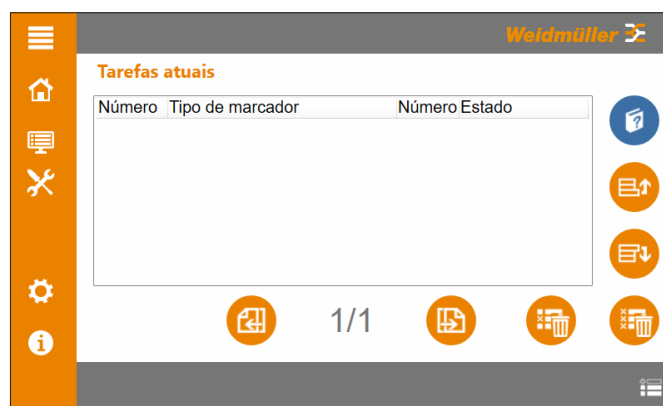 Weidmüller
Tarefas atuais
Número Tipo de marcador Número Estado
1/1